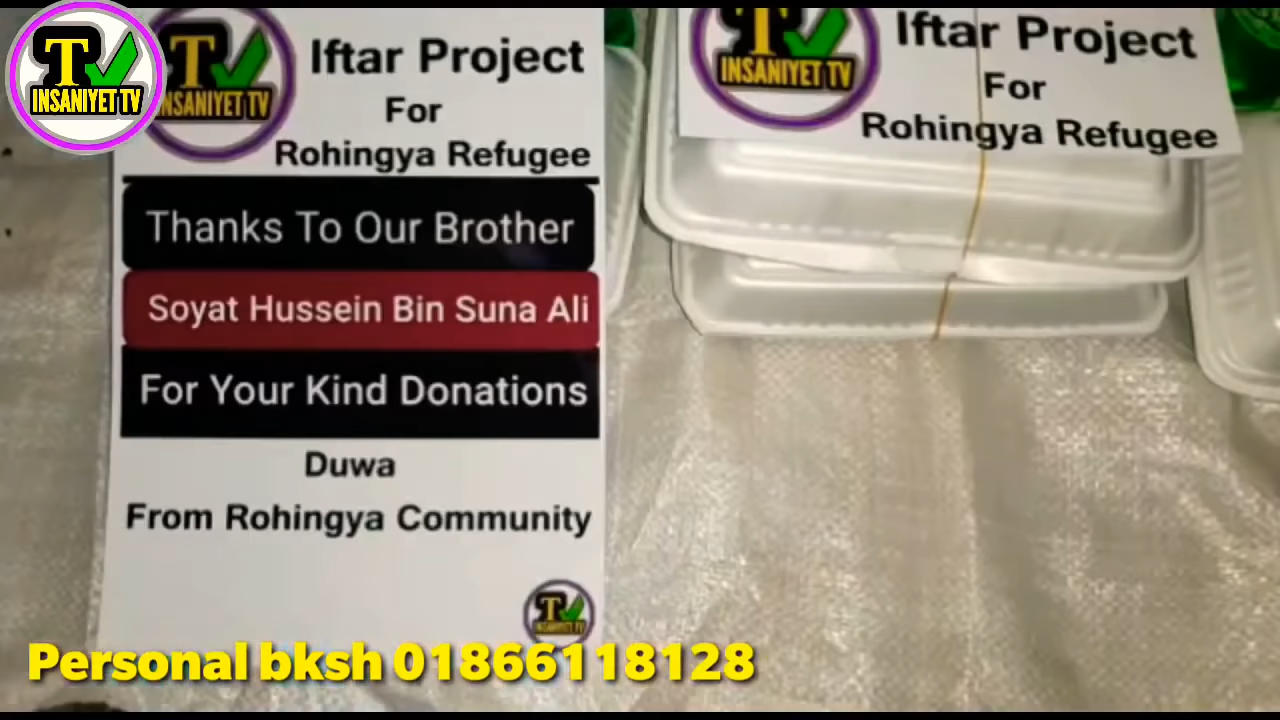 T
INSANIYET TV
T
INSANIYET TV
Iftar Project
For
Rohingya Refugee
Thanks To Our Brother
Soyat Hussein Bin Suna Ali
For Your Kind Donations
Duwa
From Rohingya Community
T
INSANIYET TV
T
INSANIYET TV
Iftar Project
For
Rohingya Refugee
Personal bksh 01866118128